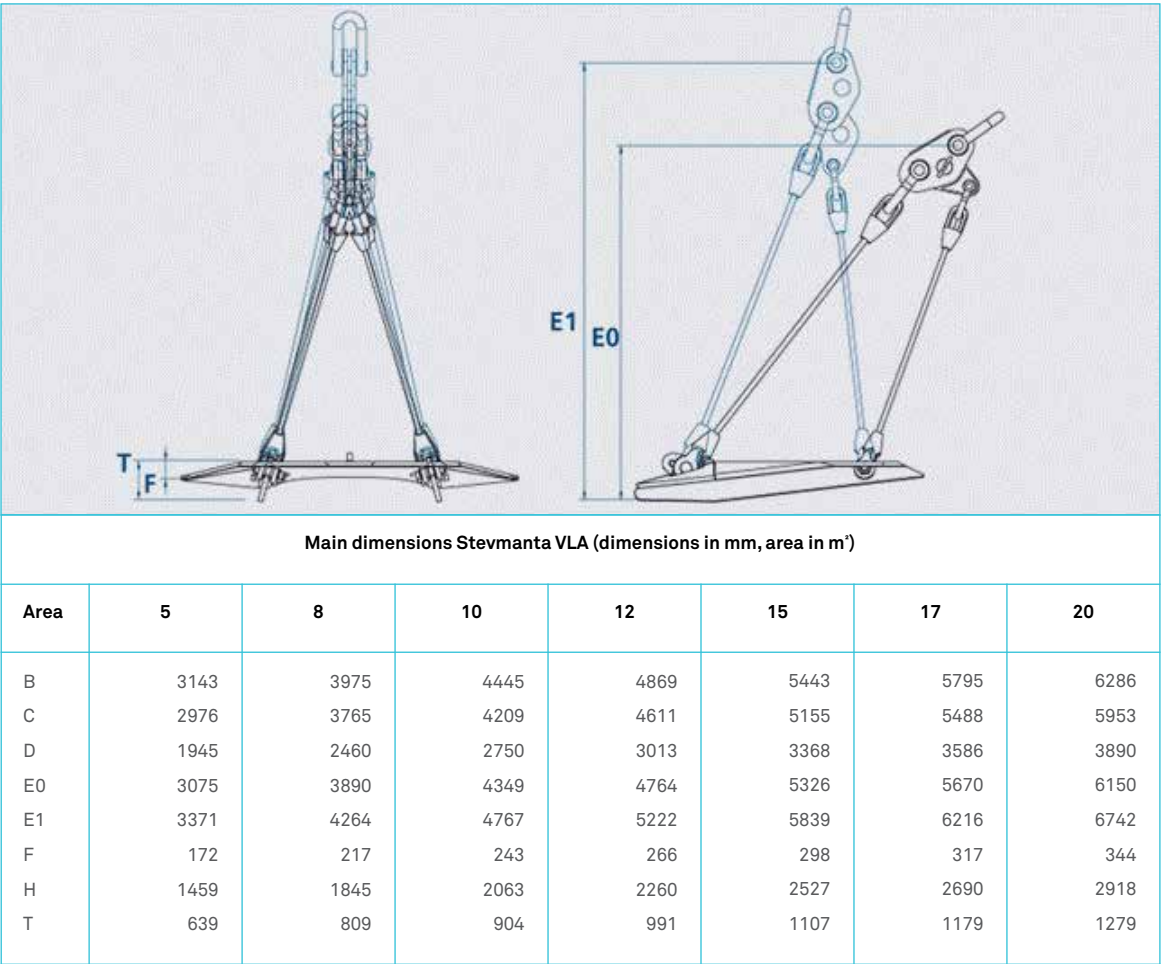 E1
E0
T
F
Main dimensions Stevmanta VLA (dimensions in mm, area in m²)
Area 5 8 10 12 15 17 20
B 3143 3975 4445 4869 5443 5795 6286
C 2976 3765 4209 4611 5155 5488 5953
D 1945 2460 2750 3013 3368 3586 3890
E0 3075 3890 4349 4764 5326 5670 6150
E1 3371 4264 4767 5222 5839 6216 6742
F 172 217 243 266 298 317 344
H 1459 1845 2063 2260 2527 2690 2918
T 639 809 904 991 1107 1179 1279